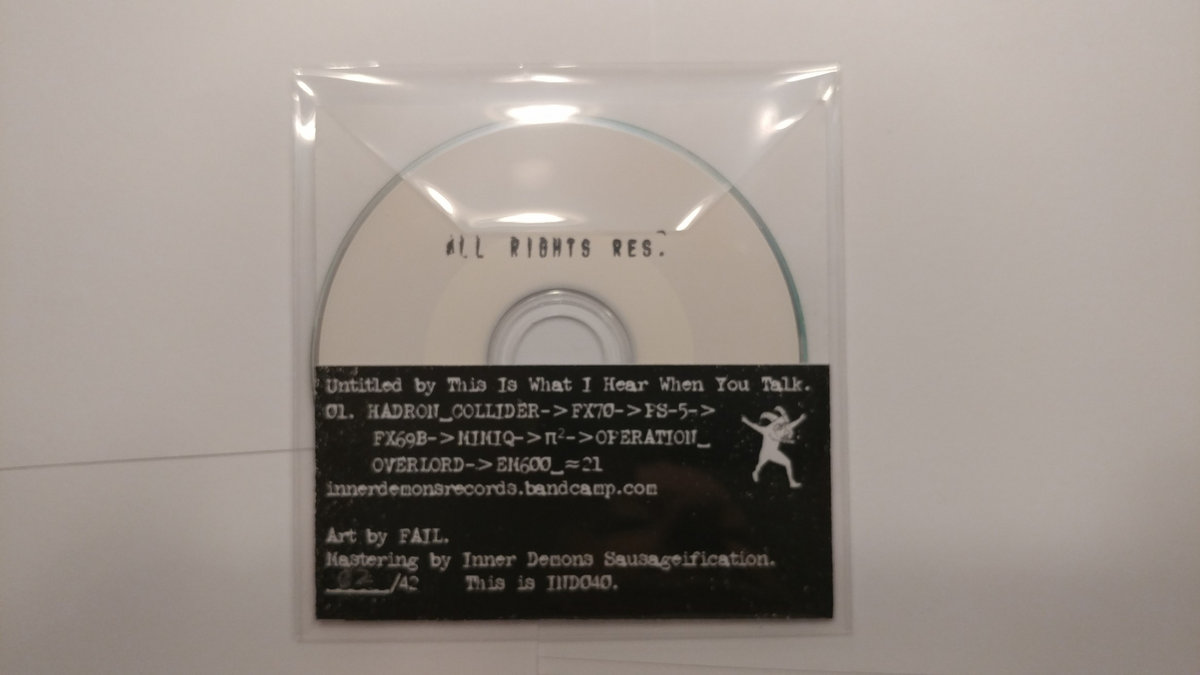 ALL RIGHTS RES.
Untitled by This Is What I Hear When You Talk.
01. HADRON_COLLIDER->FX70->PS-5->
FX69B->MIMIQ->π²->OPERATION_
OVERLORD->EM600_≈21
innerdemonsrecords.bandcamp.com
Art by FAIL.
Mastering by Inner Demons Sausageification.
/42 This is IND040.